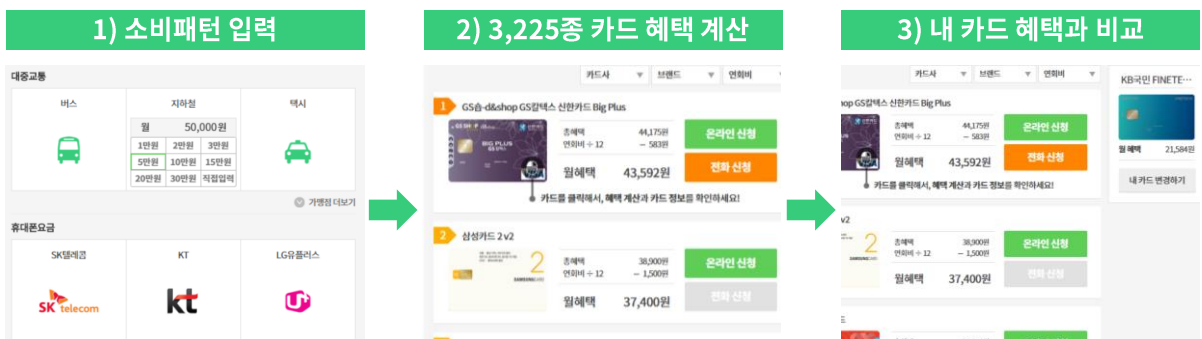 1) 소비패턴 입력
대중교통
버스
지하철
택시
월 50,000원
1만원 2만원 3만원
5만원 10만원 15만원
20만원 30만원 직접입력
가맹점 더보기
휴대폰요금
SK텔레콤
KT
LG유플러스
SK telecom
kt
U+
2) 3,225종 카드 혜택 계산
카드사 브랜드 연회비
1 GS숍-d&shop GS칼텍스 신한카드 Big Plus
BIG PLUS
총혜택 44,175원
연회비 ÷ 12 – 583원
월혜택 43,592원
온라인 신청
전화 신청
카드를 클릭해서, 혜택 계산과 카드 정보를 확인하세요!
2 삼성카드 2 v2
2
총혜택 38,900원
연회비 ÷ 12 – 1,500원
월혜택 37,400원
온라인 신청
전화 신청
3) 내 카드 혜택과 비교
카드사 브랜드 연회비
hop GS칼텍스 신한카드 Big Plus
총혜택 44,175원
연회비 ÷ 12 – 583원
월혜택 43,592원
온라인 신청
전화 신청
카드를 클릭해서, 혜택 계산과 카드 정보를 확인하세요!
v2
2
총혜택 38,900원
연회비 ÷ 12 – 1,500원
월혜택 37,400원
온라인 신청
전화 신청
KB국민 FINETE…
월 혜택 21,584원
내 카드 변경하기